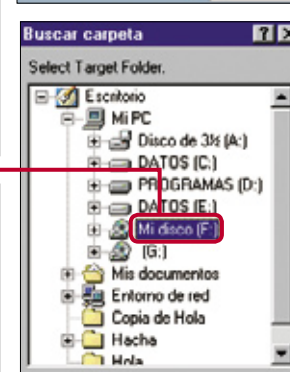 Buscar carpeta
Select Target Folder.
Escritorio
Mi PC
Disco de 3½ (A:)
DATOS (C:)
PROGRAMAS (D:)
DATOS (E:)
Mi disco (F:)
(G:)
Mis documentos
Entorno de red
Copia de Hola
Hacha
Hola